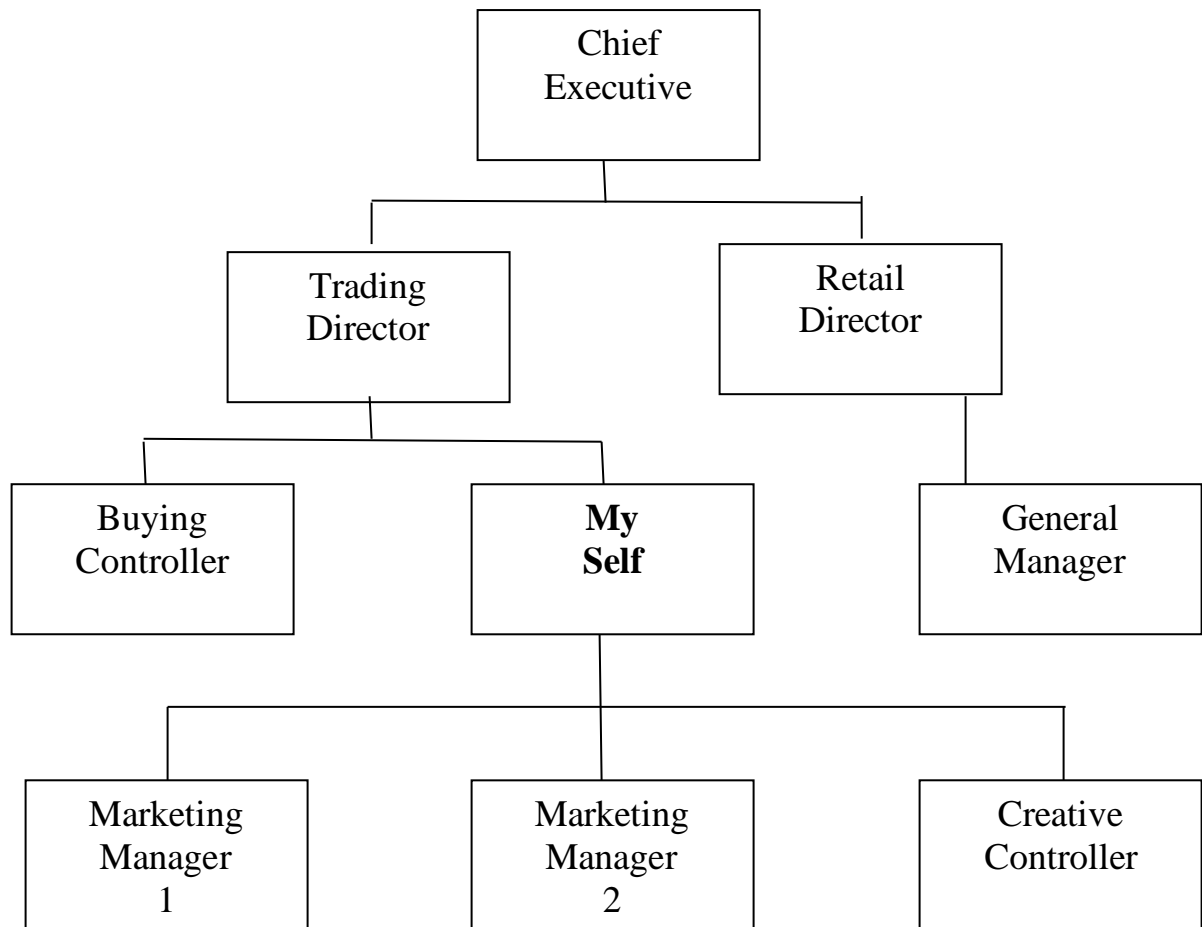 Chief
Executive
Trading
Director
Retail
Director
Buying
Controller
My
Self
General
Manager
Marketing
Manager
1
Marketing
Manager
2
Creative
Controller